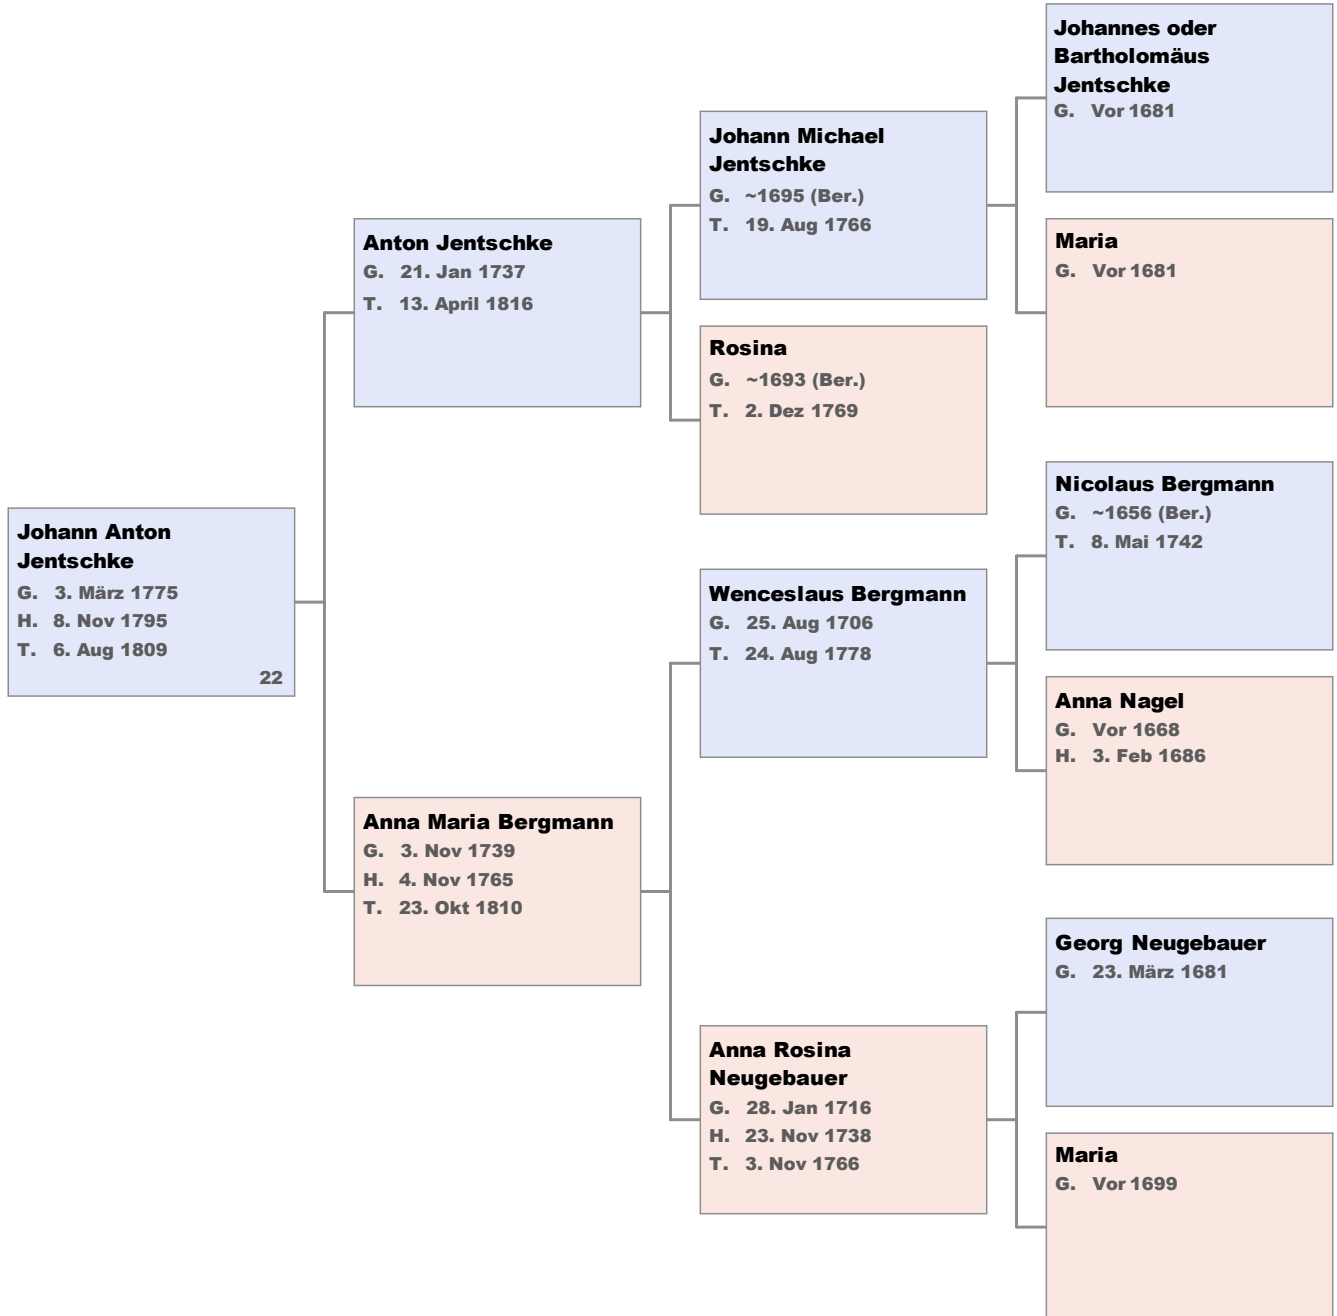 Johannes oder
Bartholomäus
Jentschke
G. Vor 1681
Johann Michael
Jentschke
G. ~1695 (Ber.)
T. 19. Aug 1766
Anton Jentschke
G. 21. Jan 1737
T. 13. April 1816
Maria
G. Vor 1681
Rosina
G. ~1693 (Ber.)
T. 2. Dez 1769
Johann Anton
Jentschke
G. 3. März 1775
H. 8. Nov 1795
T. 6. Aug 1809
22
Nicolaus Bergmann
G. ~1656 (Ber.)
T. 8. Mai 1742
Wenceslaus Bergmann
G. 25. Aug 1706
T. 24. Aug 1778
Anna Nagel
G. Vor 1668
H. 3. Feb 1686
Anna Maria Bergmann
G. 3. Nov 1739
H. 4. Nov 1765
T. 23. Okt 1810
Georg Neugebauer
G. 23. März 1681
Anna Rosina
Neugebauer
G. 28. Jan 1716
H. 23. Nov 1738
T. 3. Nov 1766
Maria
G. Vor 1699